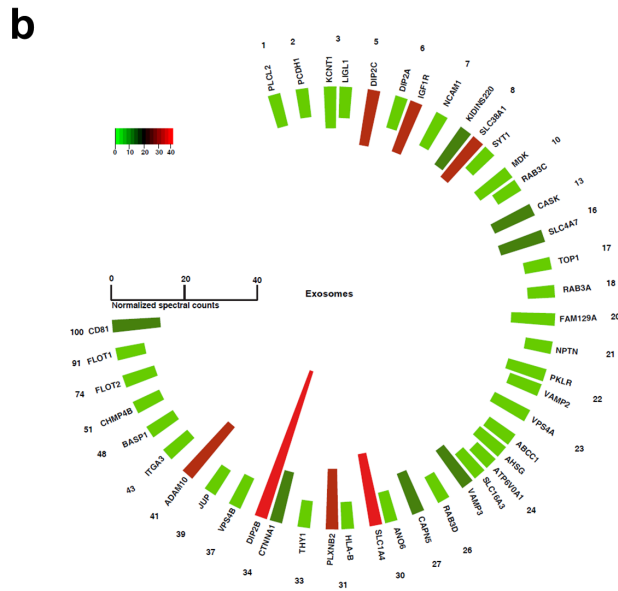 b
1
2
3
5
6
7
8
10
13
16
17
18
20
21
22
23
24
26
27
30
31
33
34
37
39
41
43
48
51
74
91
100
PLCL2
PCDH1
KCNT1
LIGL1
DIP2C
DIP2A
IGF1R
NCAM1
KIDINS220
SLC38A1
SYT1
MDK
RAB3C
CASK
SLC4A7
TOP1
RAB3A
FAM129A
NPTN
PKLR
VAMP2
VPS4A
ABCC1
AHSG
ATP6V0A1
SLC16A3
VAMP3
RAB3D
CAPN5
ANO6
SLC1A4
HLA-B
PLXNB2
THY1
CTNNA1
DIP2B
VPS4B
JUP
ADAM10
ITGA3
BASP1
CHMP4B
FLOT2
FLOT1
CD81
0 10 20 30 40
0 20 40
Normalized spectral counts
Exosomes